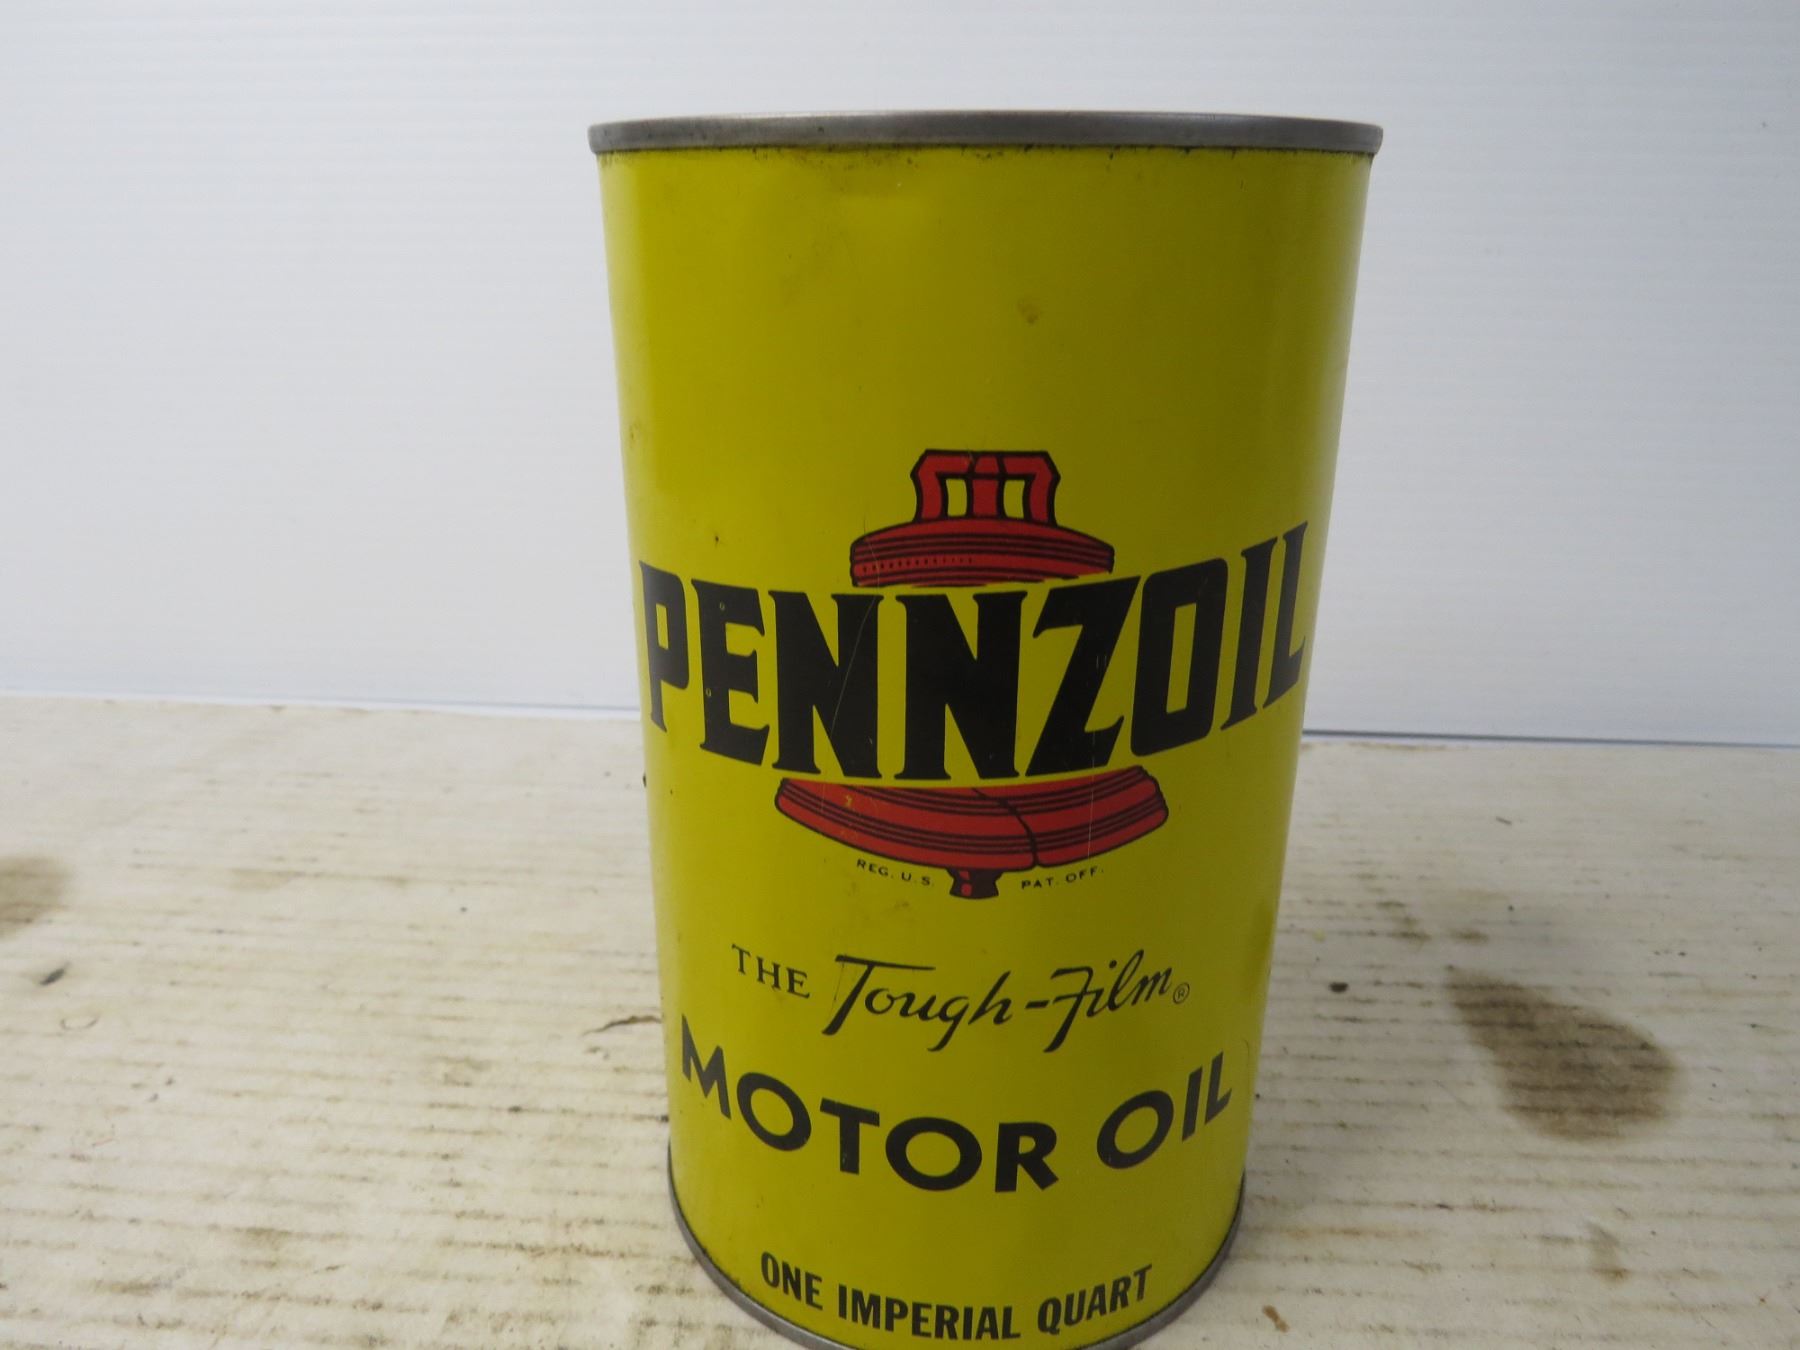 PENNZOIL
REG. U.S. PAT. OFF.
THE Tough-Film®
MOTOR OIL
ONE IMPERIAL QUART